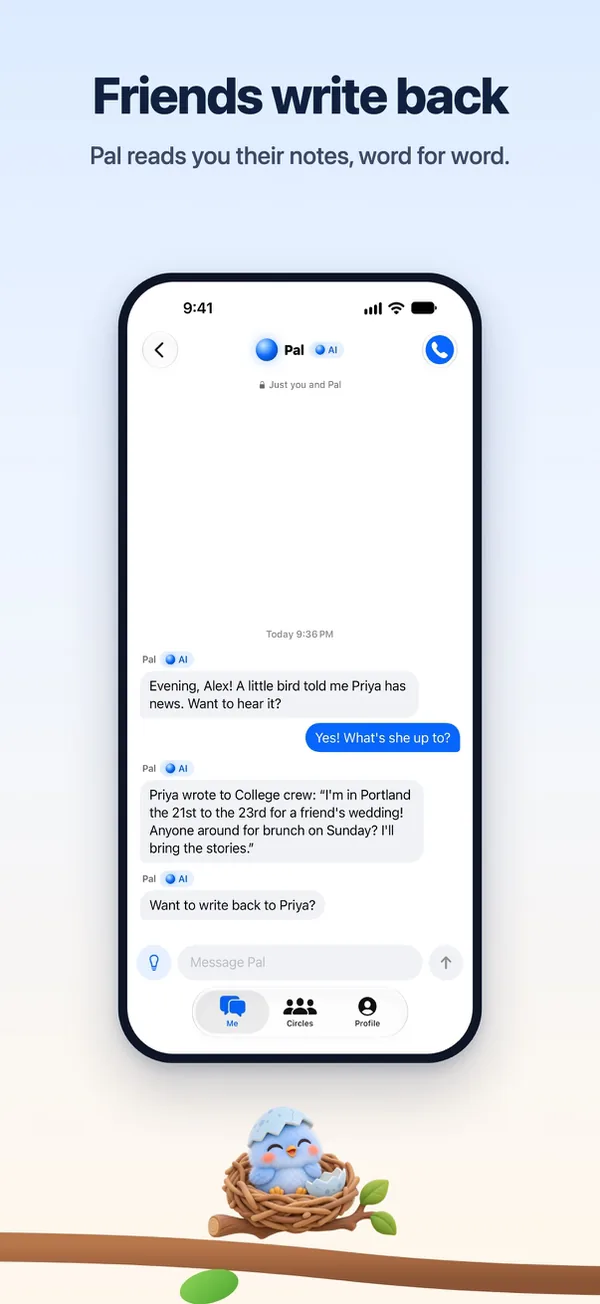 Friends write back
Pal reads you their notes, word for word.
9:41
Pal AI
Just you and Pal
Today 9:36 PM
Pal AI
Evening, Alex! A little bird told me Priya has
news. Want to hear it?
Yes! What's she up to?
Pal AI
Priya wrote to College crew: “I'm in Portland
the 21st to the 23rd for a friend's wedding!
Anyone around for brunch on Sunday? I'll
bring the stories.”
Pal AI
Want to write back to Priya?
Message Pal
Me Circles Profile